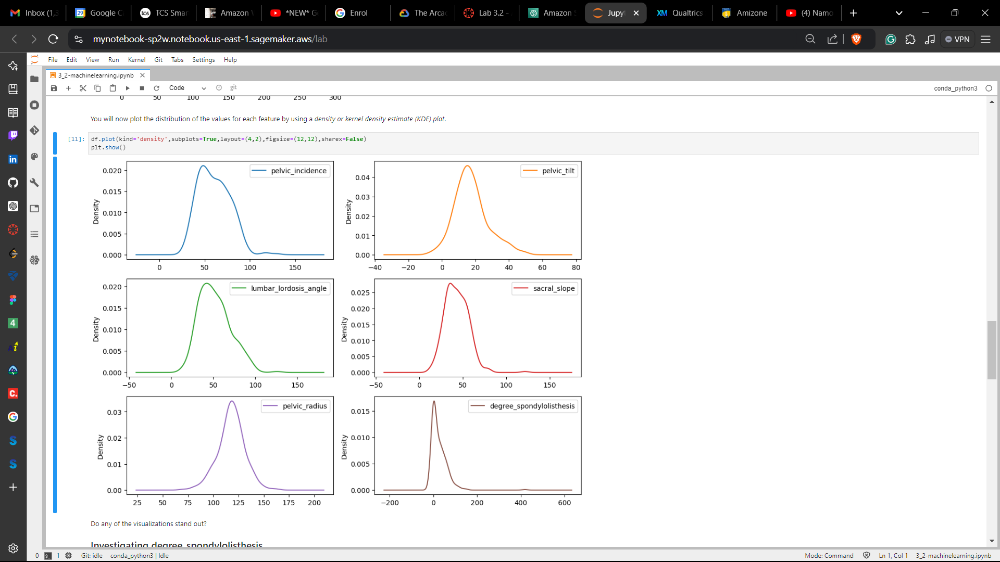 Inbox (1,3
Google C
TCS Smar
Amazon W
*NEW* G
Enrol
The Arca
Lab 3.2 -
Amazon S
Jupyt
Qualtrics
Amizone
(4) Namo
mynotebook-sp2w.notebook.us-east-1.sagemaker.aws/lab
VPN
File Edit View Run Kernel Git Tabs Settings Help
3_2-machinelearning.ipynb
Code
git
conda_python3
0 50 100 150 200 250 300
You will now plot the distribution of the values for each feature by using a density or kernel density estimate (KDE) plot.
[11]: df.plot(kind='density',subplots=True,layout=(4,2),figsize=(12,12),sharex=False)
plt.show()
pelvic_incidence
Density
0.020
0.015
0.010
0.005
0.000
0 50 100 150
pelvic_tilt
Density
0.04
0.03
0.02
0.01
0.00
−40 −20 0 20 40 60 80
lumbar_lordosis_angle
Density
0.020
0.015
0.010
0.005
0.000
−50 0 50 100 150
sacral_slope
Density
0.025
0.020
0.015
0.010
0.005
0.000
−50 0 50 100 150
pelvic_radius
Density
0.03
0.02
0.01
0.00
25 50 75 100 125 150 175 200
degree_spondylolisthesis
Density
0.015
0.010
0.005
0.000
−200 0 200 400 600
Do any of the visualizations stand out?
Investigating degree_spondylolisthesis
0 1 Git: idle conda_python3 | Idle
Mode: Command Ln 1, Col 1 3_2-machinelearning.ipynb